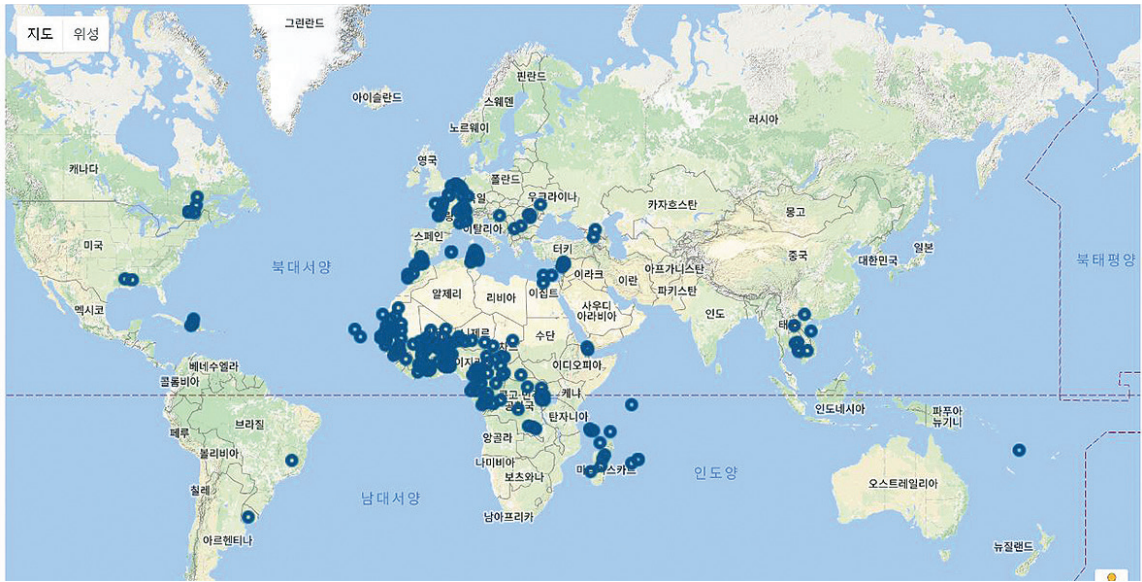 지도 위성
그린란드
아이슬란드
핀란드
스웨덴
노르웨이
러시아
캐나다
영국
폴란드
우크라이나
카자흐스탄
몽고
미국
스페인
이탈리아
터키
중국
일본
대한민국
북대서양
북태평양
아프가니스탄
이라크
이란
파키스탄
알제리
리비아
이집트
사우디
아라비아
인도
멕시코
수단
베네수엘라
콜롬비아
이디오피아
케냐
인도네시아
파푸아
뉴기니
탄자니아
브라질
페루
앙골라
볼리비아
나미비아
보츠와나
인도양
오스트레일리아
남대서양
칠레
남아프리카
아르헨티나
뉴질랜드